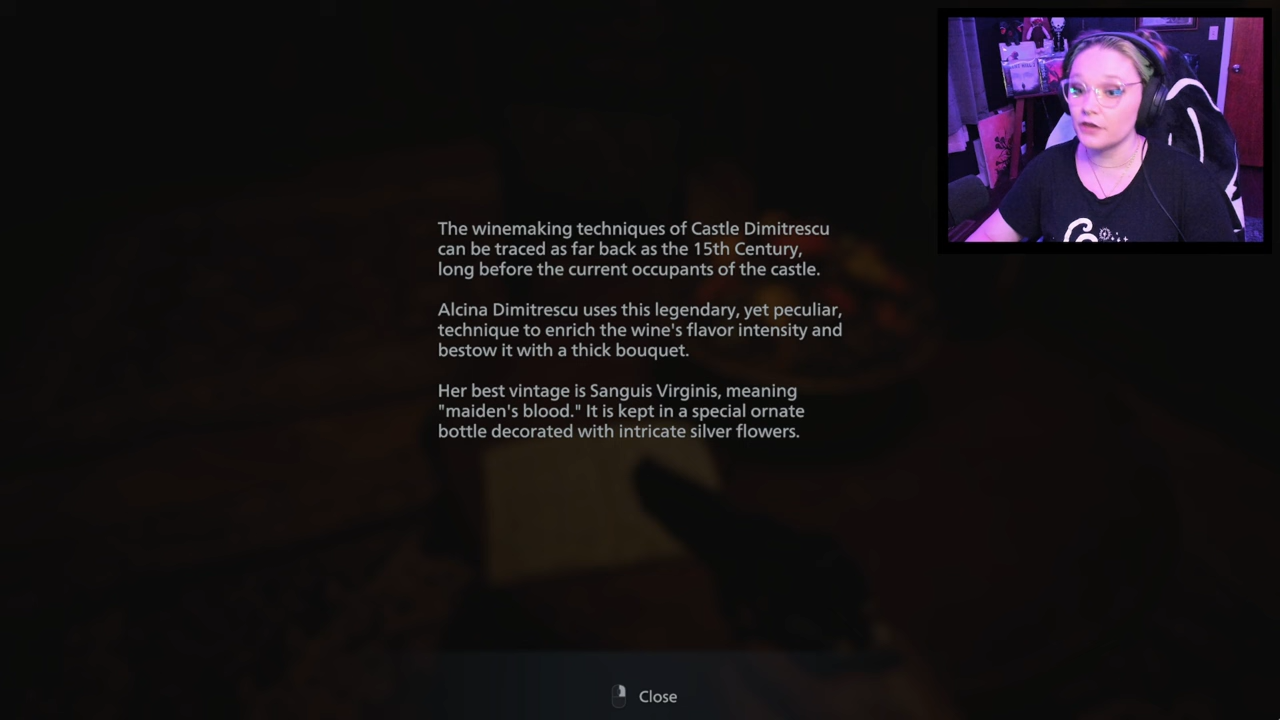 The winemaking techniques of Castle Dimitrescu
can be traced as far back as the 15th Century,
long before the current occupants of the castle.
Alcina Dimitrescu uses this legendary, yet peculiar,
technique to enrich the wine's flavor intensity and
bestow it with a thick bouquet.
Her best vintage is Sanguis Virginis, meaning
"maiden's blood." It is kept in a special ornate
bottle decorated with intricate silver flowers.
Close